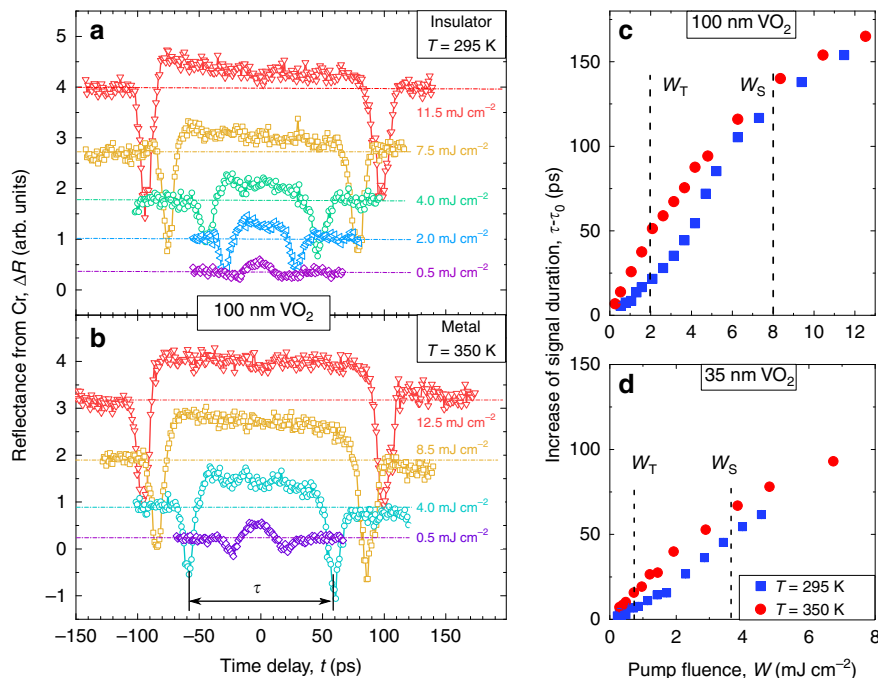 a
Insulator
T = 295 K
11.5 mJ cm⁻²
7.5 mJ cm⁻²
4.0 mJ cm⁻²
2.0 mJ cm⁻²
0.5 mJ cm⁻²
5
4
3
2
1
0
100 nm VO₂
b
Metal
T = 350 K
12.5 mJ cm⁻²
8.5 mJ cm⁻²
4.0 mJ cm⁻²
0.5 mJ cm⁻²
τ
4
3
2
1
0
−1
−150 −100 −50 0 50 100 150
Time delay, t (ps)
Reflectance from Cr, ΔR (arb. units)
100 nm VO₂
c
W_T
W_S
150
100
50
0
0 2 4 6 8 10 12
Increase of signal duration, τ-τ₀ (ps)
35 nm VO₂
d
W_T
W_S
150
100
50
0
T = 295 K
T = 350 K
0 2 4 6 8
Pump fluence, W (mJ cm⁻²)